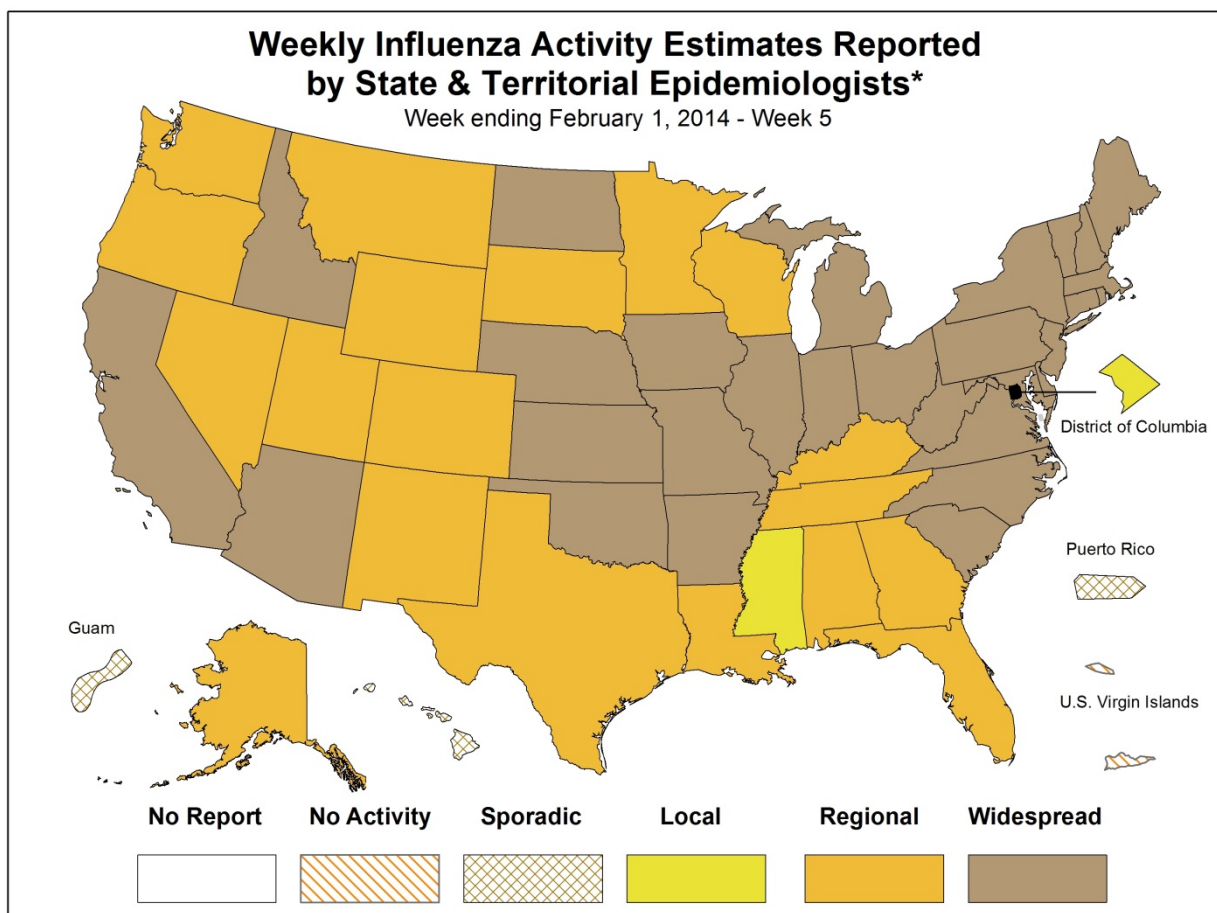 Weekly Influenza Activity Estimates Reported
by State & Territorial Epidemiologists*
Week ending February 1, 2014 - Week 5
District of Columbia
Puerto Rico
Guam
U.S. Virgin Islands
No Report
No Activity
Sporadic
Local
Regional
Widespread